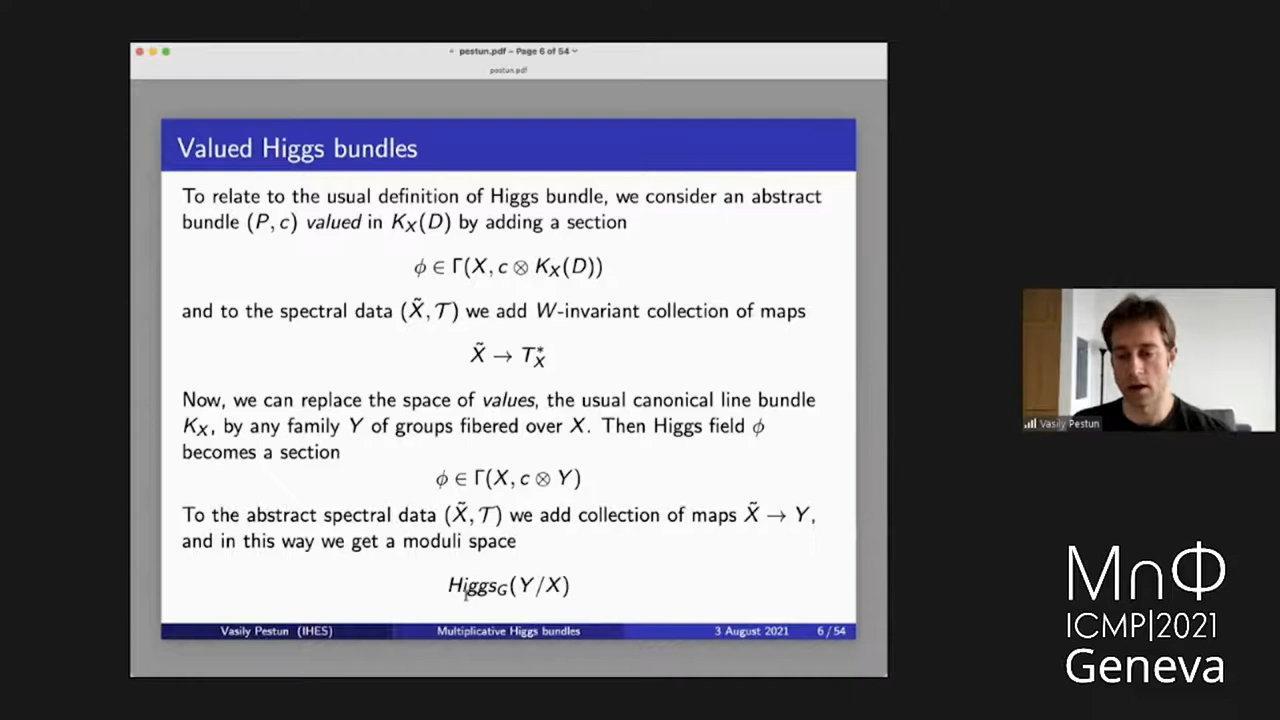 pestun.pdf – Page 6 of 54
pestun.pdf
Valued Higgs bundles
To relate to the usual definition of Higgs bundle, we consider an abstract
bundle (P, c) valued in K_X(D) by adding a section
ϕ ∈ Γ(X, c ⊗ K_X(D))
and to the spectral data (X̃, 𝒯) we add W-invariant collection of maps
X̃ → T*_X
Now, we can replace the space of values, the usual canonical line bundle
K_X, by any family Y of groups fibered over X. Then Higgs field ϕ
becomes a section
ϕ ∈ Γ(X, c ⊗ Y)
To the abstract spectral data (X̃, 𝒯) we add collection of maps X̃ → Y,
and in this way we get a moduli space
Higgs_G(Y/X)
Vasily Pestun (IHES) Multiplicative Higgs bundles 3 August 2021 6 / 54
Vasily Pestun
M∩Φ
ICMP|2021
Geneva